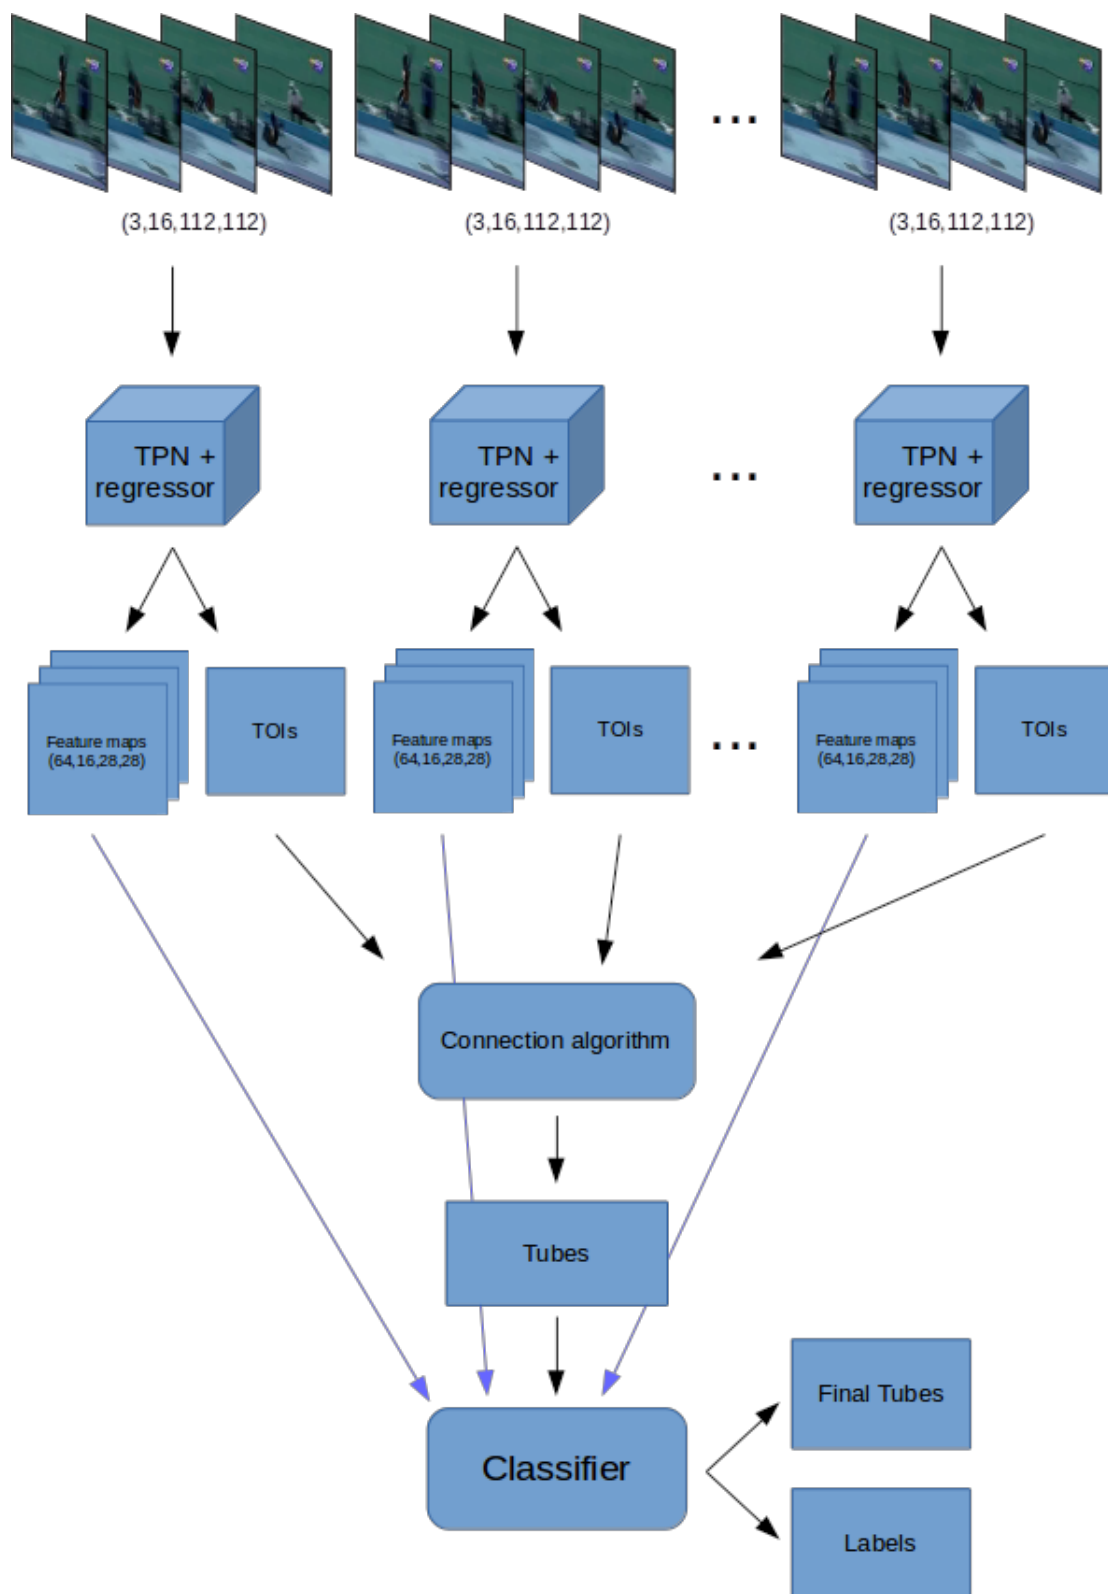 (3,16,112,112)
(3,16,112,112)
...
(3,16,112,112)
TPN +
regressor
TPN +
regressor
...
TPN +
regressor
Feature maps
(64,16,28,28)
TOIs
Feature maps
(64,16,28,28)
TOIs
...
Feature maps
(64,16,28,28)
TOIs
Connection algorithm
Tubes
Classifier
Final Tubes
Labels